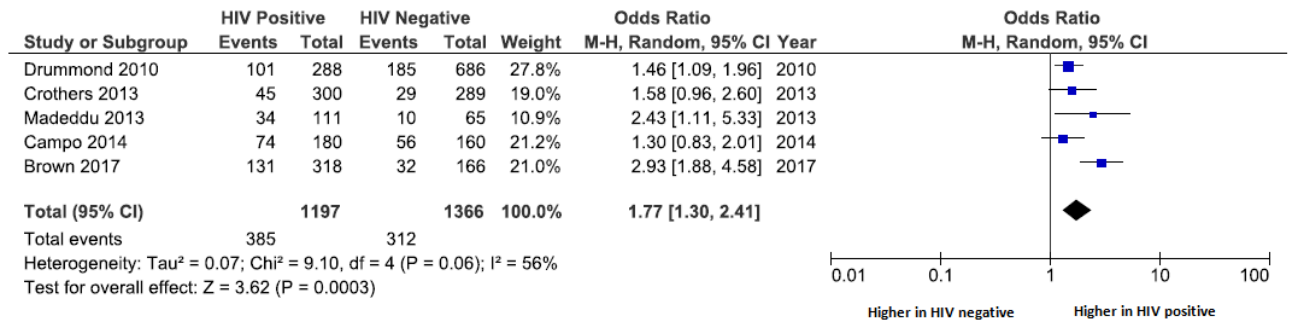 HIV Positive HIV Negative Odds Ratio Odds Ratio
Study or Subgroup Events Total Events Total Weight M-H, Random, 95% CI Year M-H, Random, 95% CI
Drummond 2010 101 288 185 686 27.8% 1.46 [1.09, 1.96] 2010
Crothers 2013 45 300 29 289 19.0% 1.58 [0.96, 2.60] 2013
Madeddu 2013 34 111 10 65 10.9% 2.43 [1.11, 5.33] 2013
Campo 2014 74 180 56 160 21.2% 1.30 [0.83, 2.01] 2014
Brown 2017 131 318 32 166 21.0% 2.93 [1.88, 4.58] 2017
Total (95% CI) 1197 1366 100.0% 1.77 [1.30, 2.41]
Total events 385 312
Heterogeneity: Tau² = 0.07; Chi² = 9.10, df = 4 (P = 0.06); I² = 56%
Test for overall effect: Z = 3.62 (P = 0.0003)
0.01 0.1 1 10 100
Higher in HIV negative Higher in HIV positive